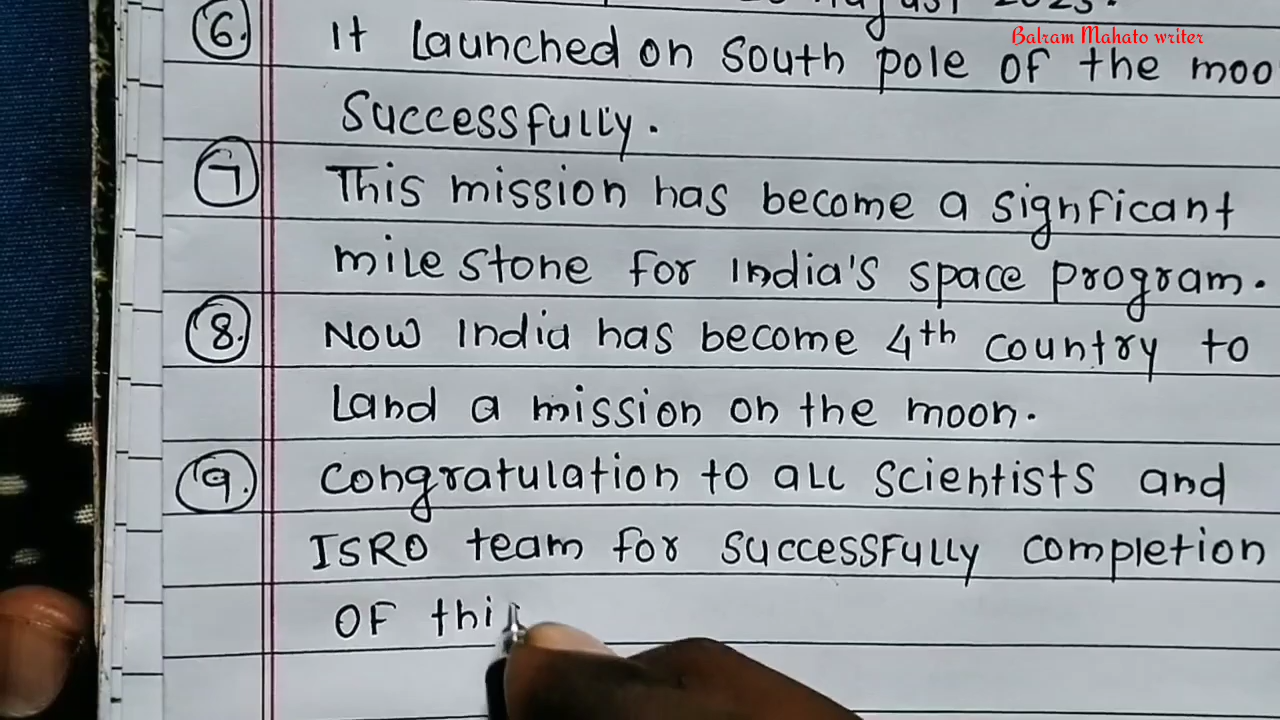 August 2023.
Balram Mahato writer
6. It launched on south pole of the moo
successfully.
7 This mission has become a signficant
mile stone for India's space program.
8. Now India has become 4th country to
Land a mission on the moon.
9. congratulation to all scientists and
ISRO team for successfully completion
OF thi